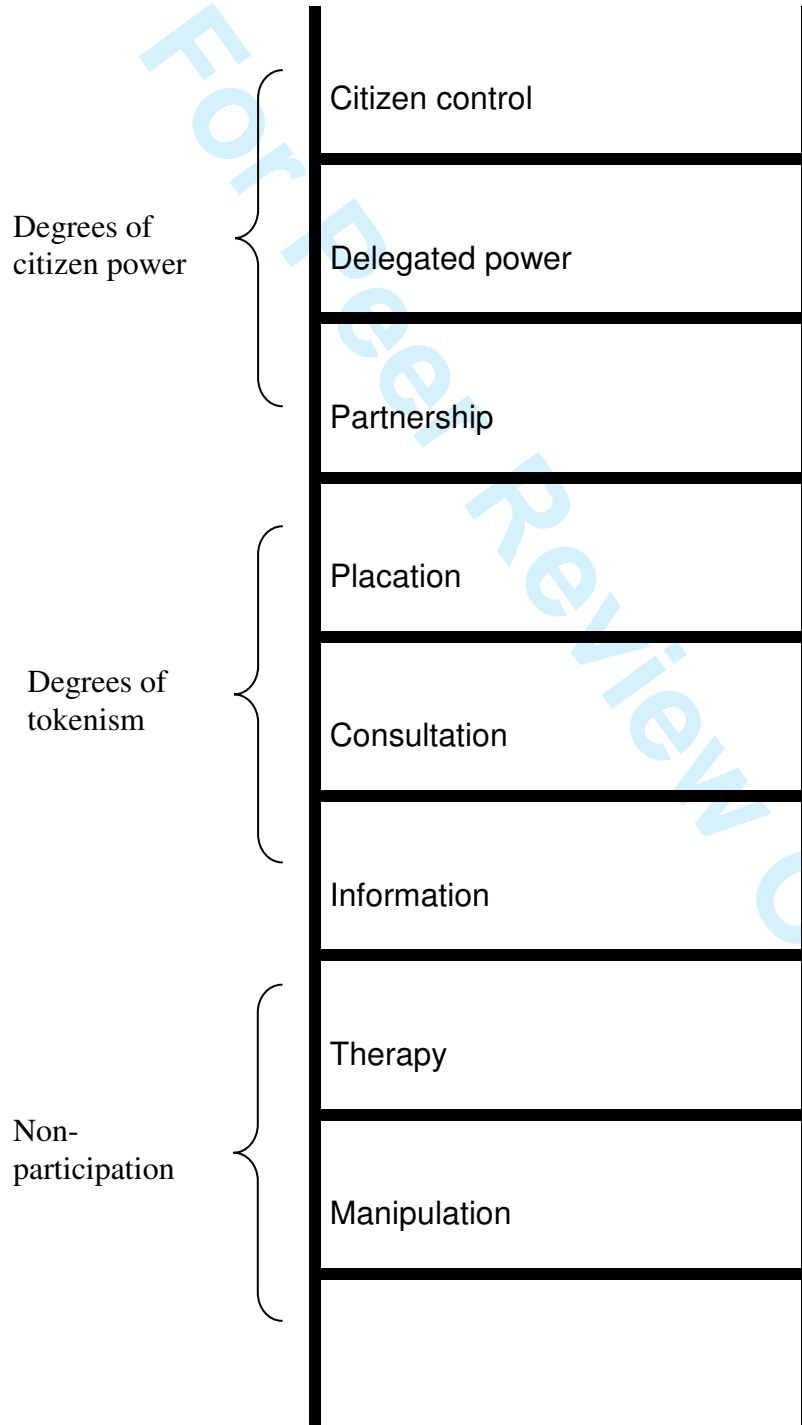 Citizen control
Degrees of
citizen power
Delegated power
Partnership
Placation
Degrees of
tokenism
Consultation
Information
Therapy
Non-
participation
Manipulation
For Peer Review O